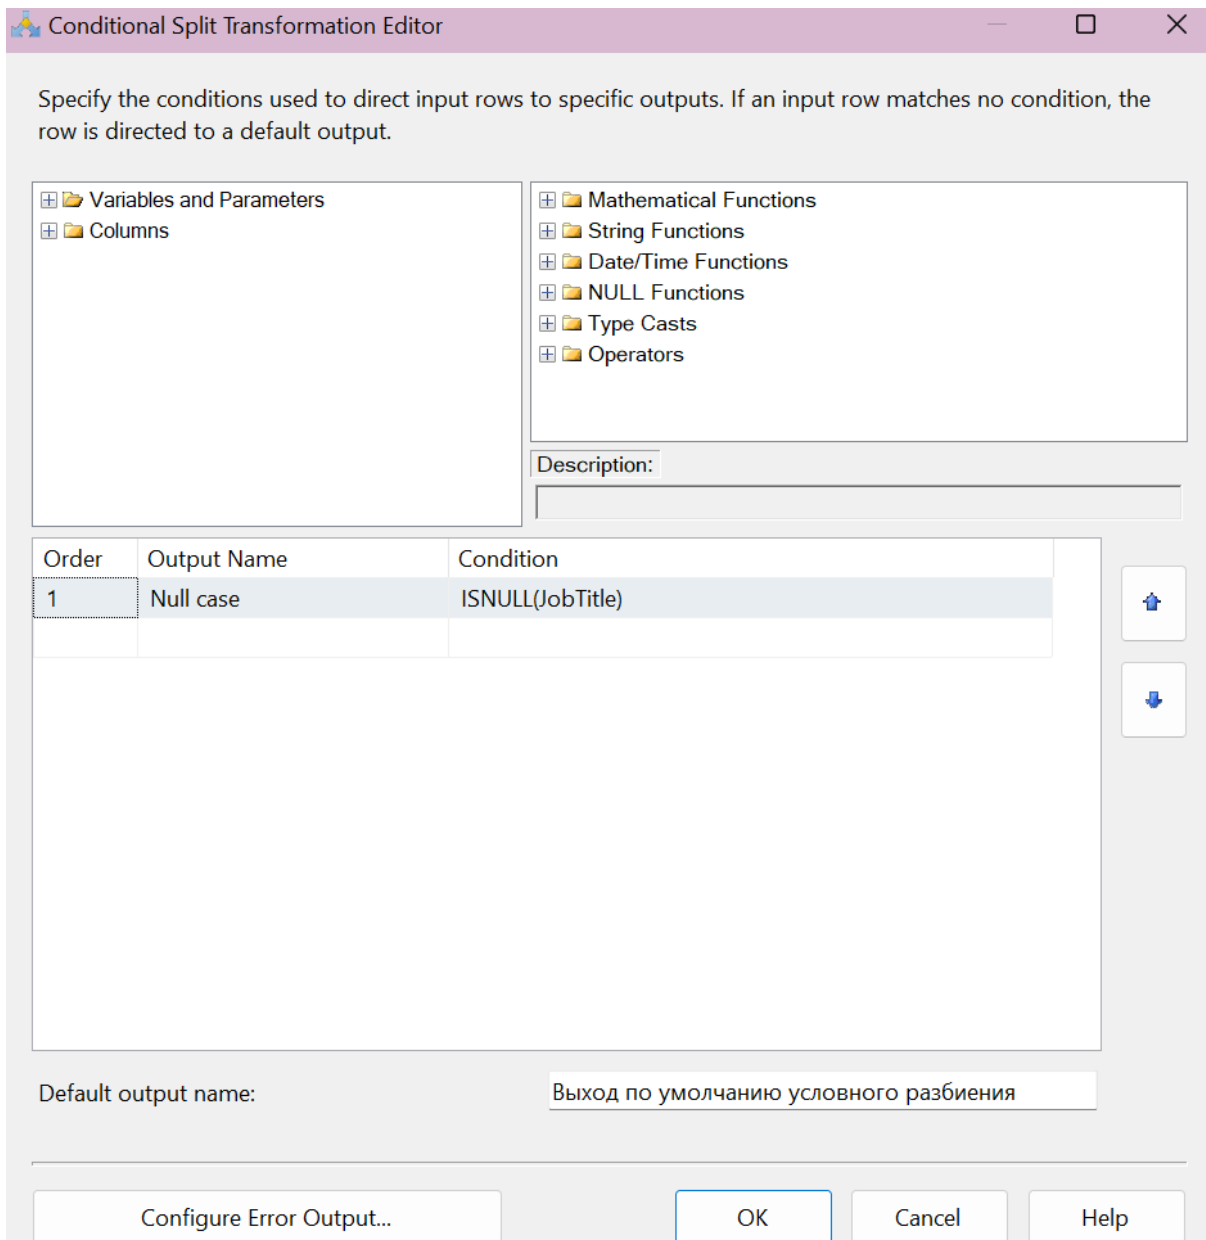 Conditional Split Transformation Editor
Specify the conditions used to direct input rows to specific outputs. If an input row matches no condition, the
row is directed to a default output.
Variables and Parameters
Columns
Mathematical Functions
String Functions
Date/Time Functions
NULL Functions
Type Casts
Operators
Description:
Order Output Name Condition
1 Null case ISNULL(JobTitle)
Default output name: Выход по умолчанию условного разбиения
Configure Error Output... OK Cancel Help